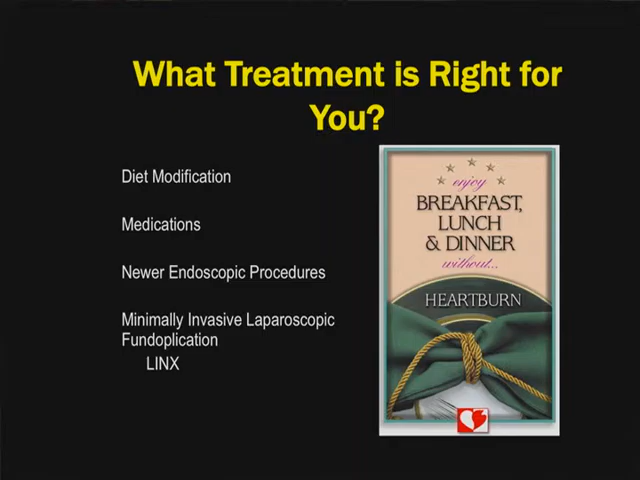 What Treatment is Right for
You?
Diet Modification
Medications
Newer Endoscopic Procedures
Minimally Invasive Laparoscopic
Fundoplication
LINX
enjoy
BREAKFAST,
LUNCH
& DINNER
without...
HEARTBURN